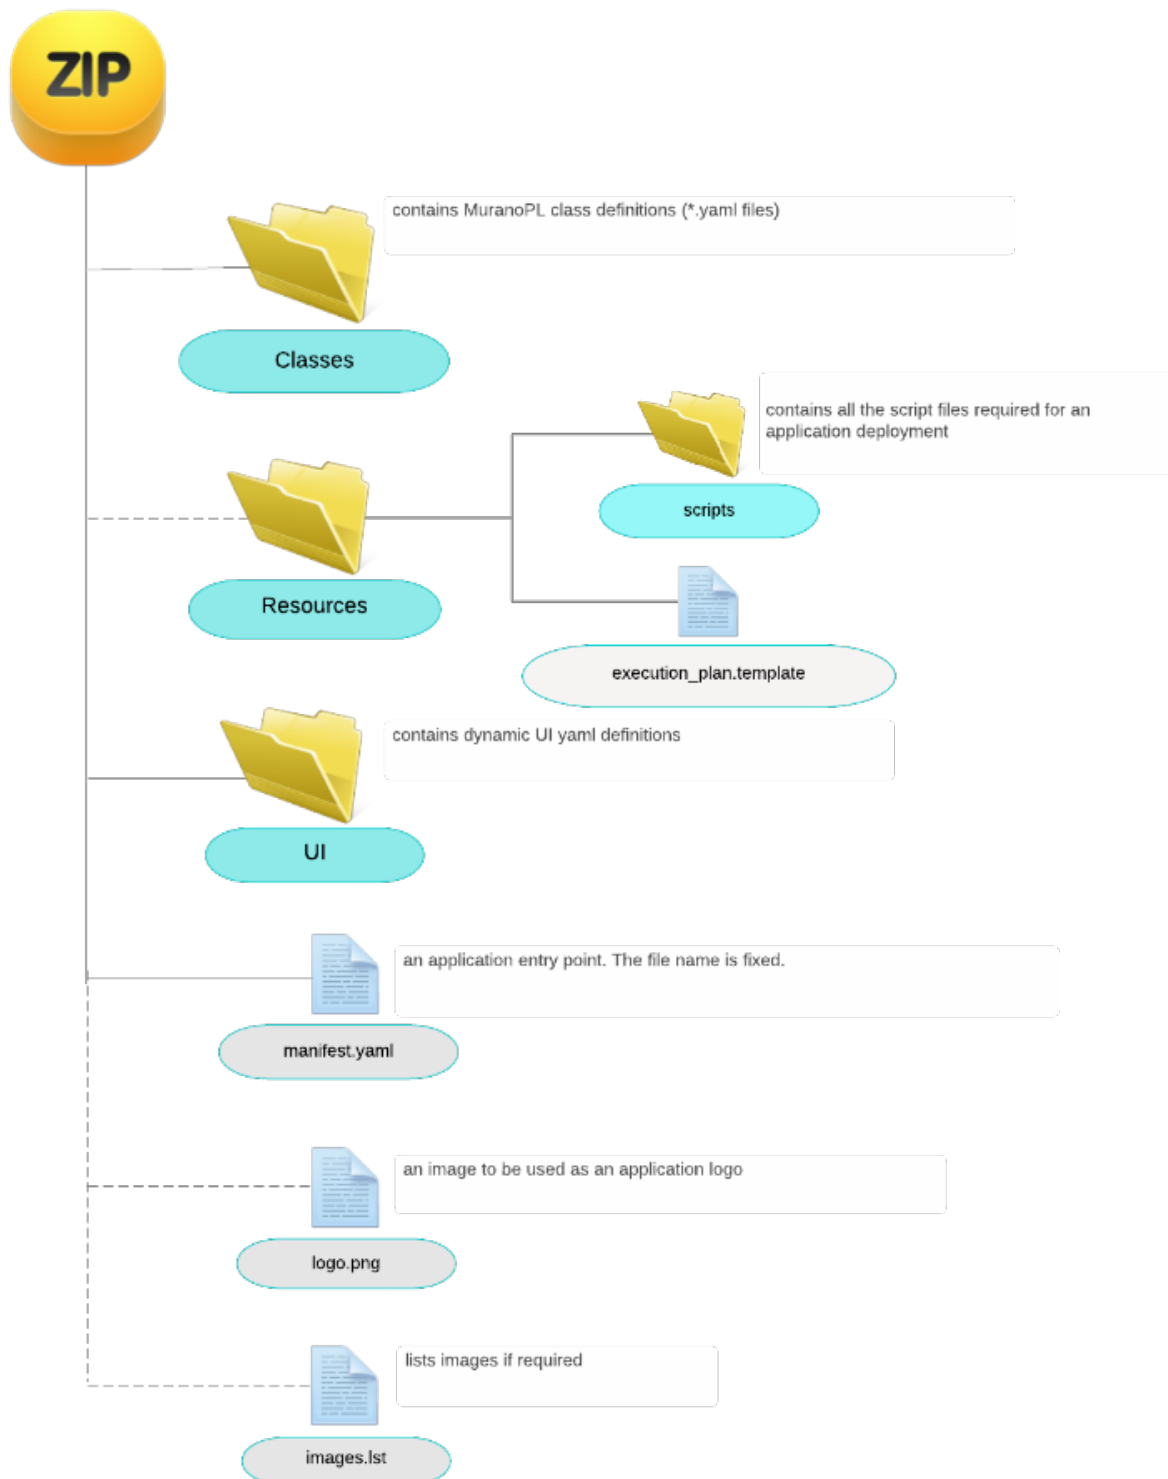 ZIP
contains MuranoPL class definitions (*.yaml files)
Classes
contains all the script files required for an
application deployment
scripts
Resources
execution_plan.template
contains dynamic UI yaml definitions
UI
an application entry point. The file name is fixed.
manifest.yaml
an image to be used as an application logo
logo.png
lists images if required
images.lst